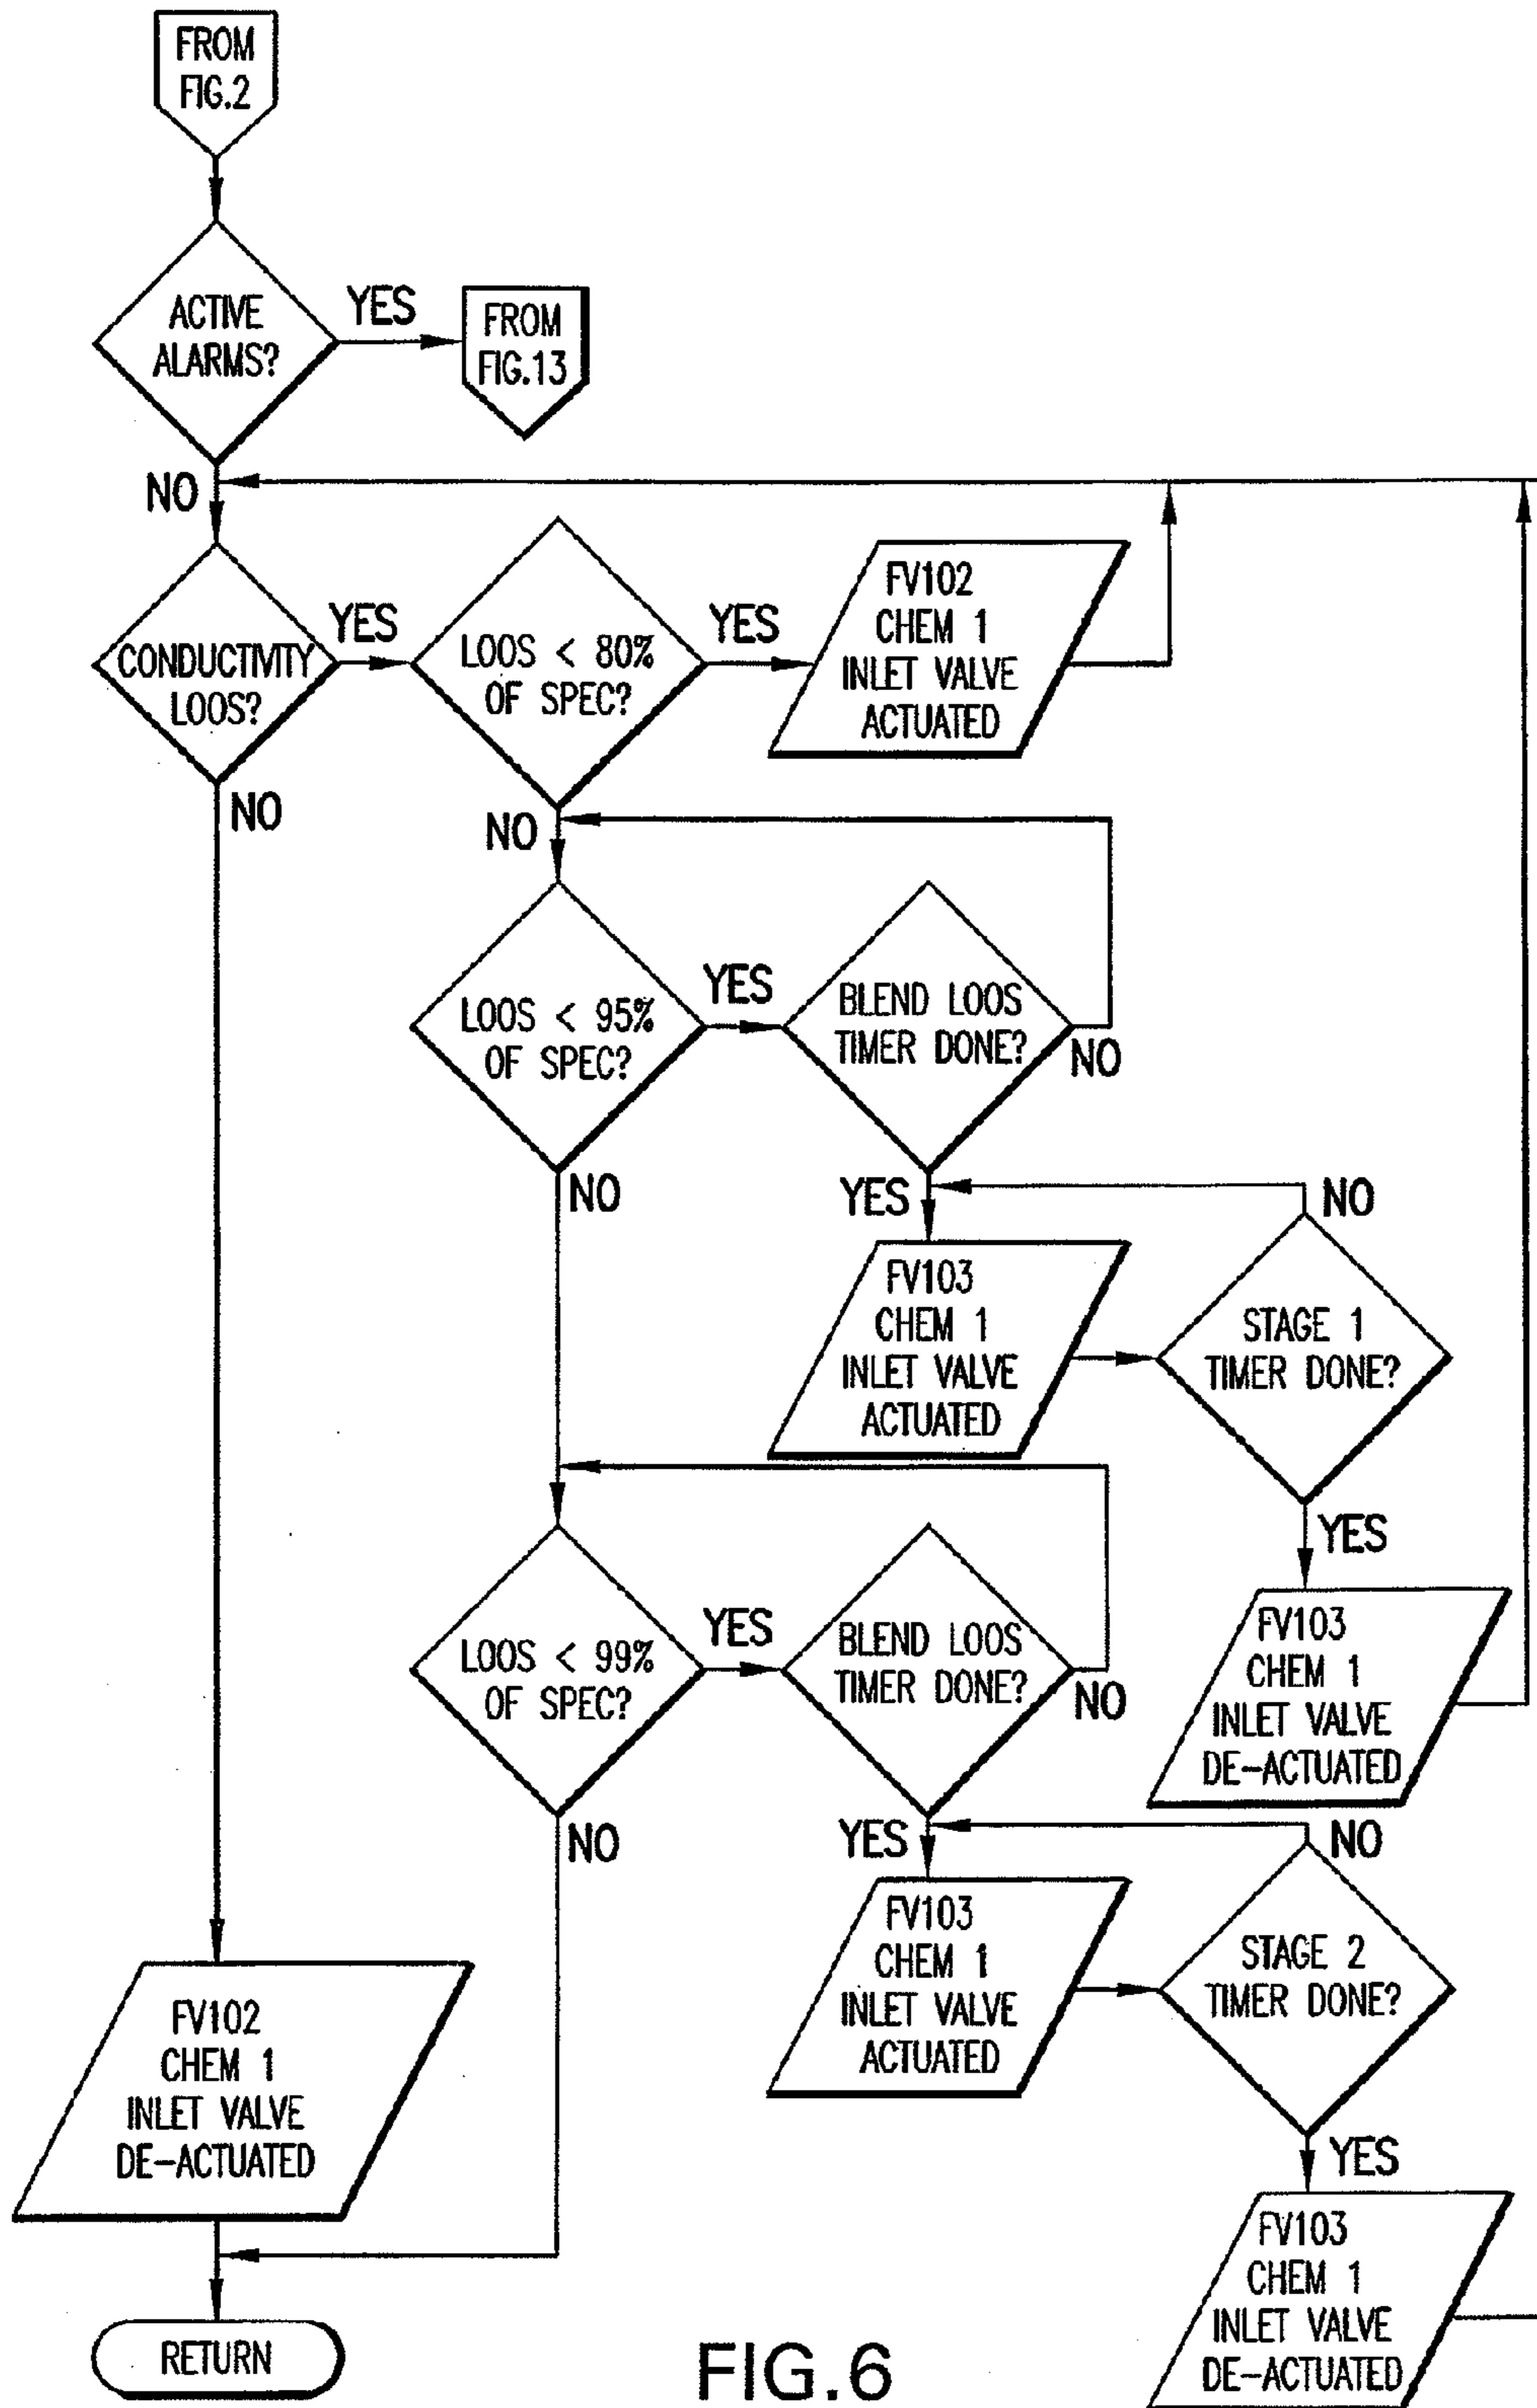 FROM
FIG.2
ACTIVE
ALARMS?
YES
FROM
FIG.13
NO
CONDUCTIVITY
LOOS?
YES
LOOS < 80%
OF SPEC?
YES
FV102
CHEM 1
INLET VALVE
ACTUATED
NO
NO
LOOS < 95%
OF SPEC?
YES
BLEND LOOS
TIMER DONE?
NO
NO
YES
FV103
CHEM 1
INLET VALVE
ACTUATED
NO
STAGE 1
TIMER DONE?
YES
FV103
CHEM 1
INLET VALVE
DE-ACTUATED
LOOS < 99%
OF SPEC?
YES
BLEND LOOS
TIMER DONE?
NO
NO
YES
FV103
CHEM 1
INLET VALVE
ACTUATED
NO
STAGE 2
TIMER DONE?
YES
FV103
CHEM 1
INLET VALVE
DE-ACTUATED
FV102
CHEM 1
INLET VALVE
DE-ACTUATED
RETURN
FIG.6